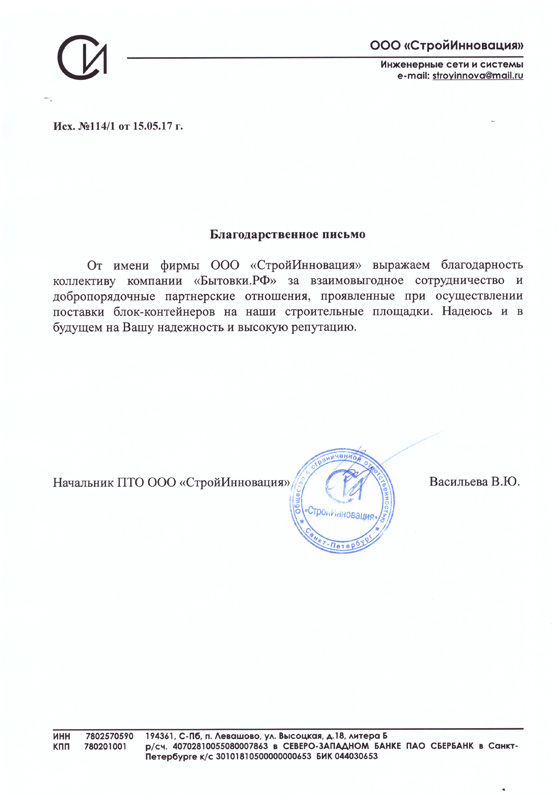 СИ
ООО «СтройИнновация»
Инженерные сети и системы
e-mail: stroyinnova@mail.ru
Исх. №114/1 от 15.05.17 г.
Благодарственное письмо
От имени фирмы ООО «СтройИнновация» выражаем благодарность
коллективу компании «Бытовки.РФ» за взаимовыгодное сотрудничество и
добропорядочные партнерские отношения, проявленные при осуществлении
поставки блок-контейнеров на наши строительные площадки. Надеюсь и в
будущем на Вашу надежность и высокую репутацию.
Начальник ПТО ООО «СтройИнновация»
Васильева В.Ю.
Общество с ограниченной ответственностью
СИ
«СтройИнновация»
Санкт-Петербург
ИНН 7802570590 194361, С-Пб, п. Левашово, ул. Высоцкая, д.18, литера Б
КПП 780201001 р/сч. 40702810055080007863 в СЕВЕРО-ЗАПАДНОМ БАНКЕ ПАО СБЕРБАНК в Санкт-
Петербурге к/с 30101810500000000653 БИК 044030653